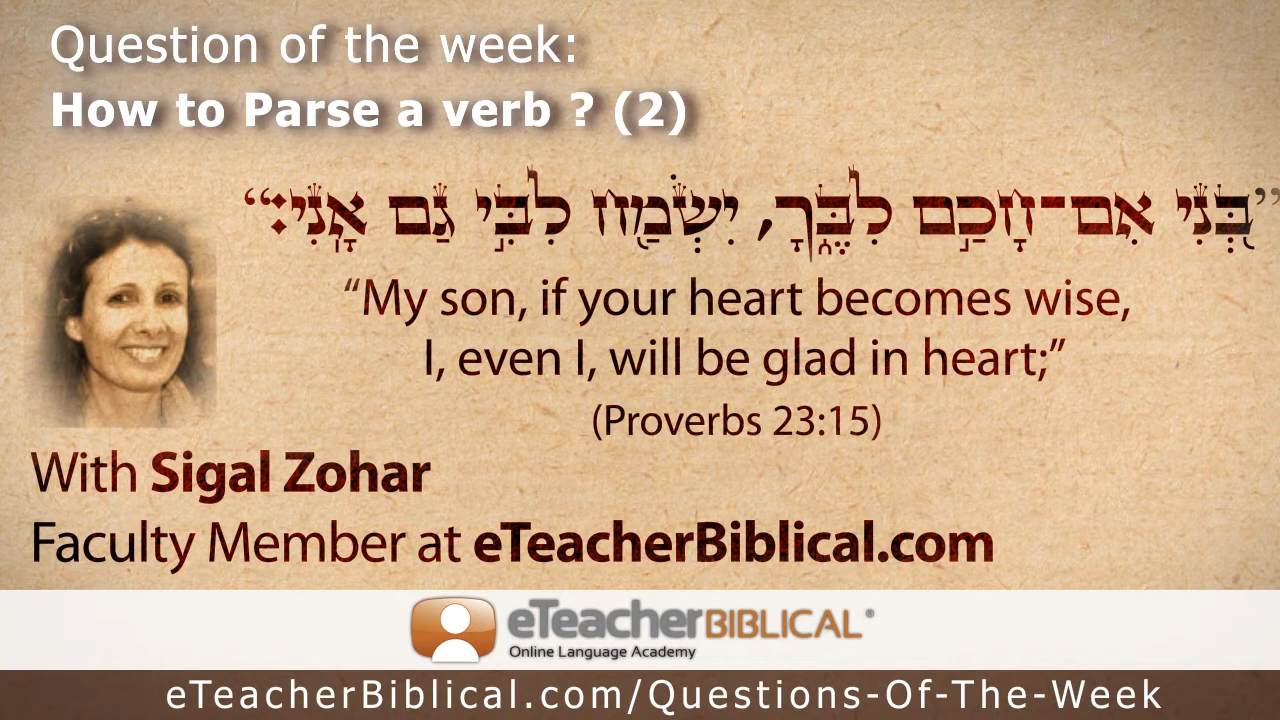 Question of the week:
How to Parse a verb ? (2)
”בְּ֭נִי אִם־חָכַ֣ם לִבֶּ֑ךָ, יִשְׂמַ֖ח לִבִּ֣י גַם אָֽנִי׃“
“My son, if your heart becomes wise,
I, even I, will be glad in heart;”
(Proverbs 23:15)
With Sigal Zohar
Faculty Member at eTeacherBiblical.com
eTeacherBIBLICAL®
Online Language Academy
eTeacherBiblical.com/Questions-Of-The-Week